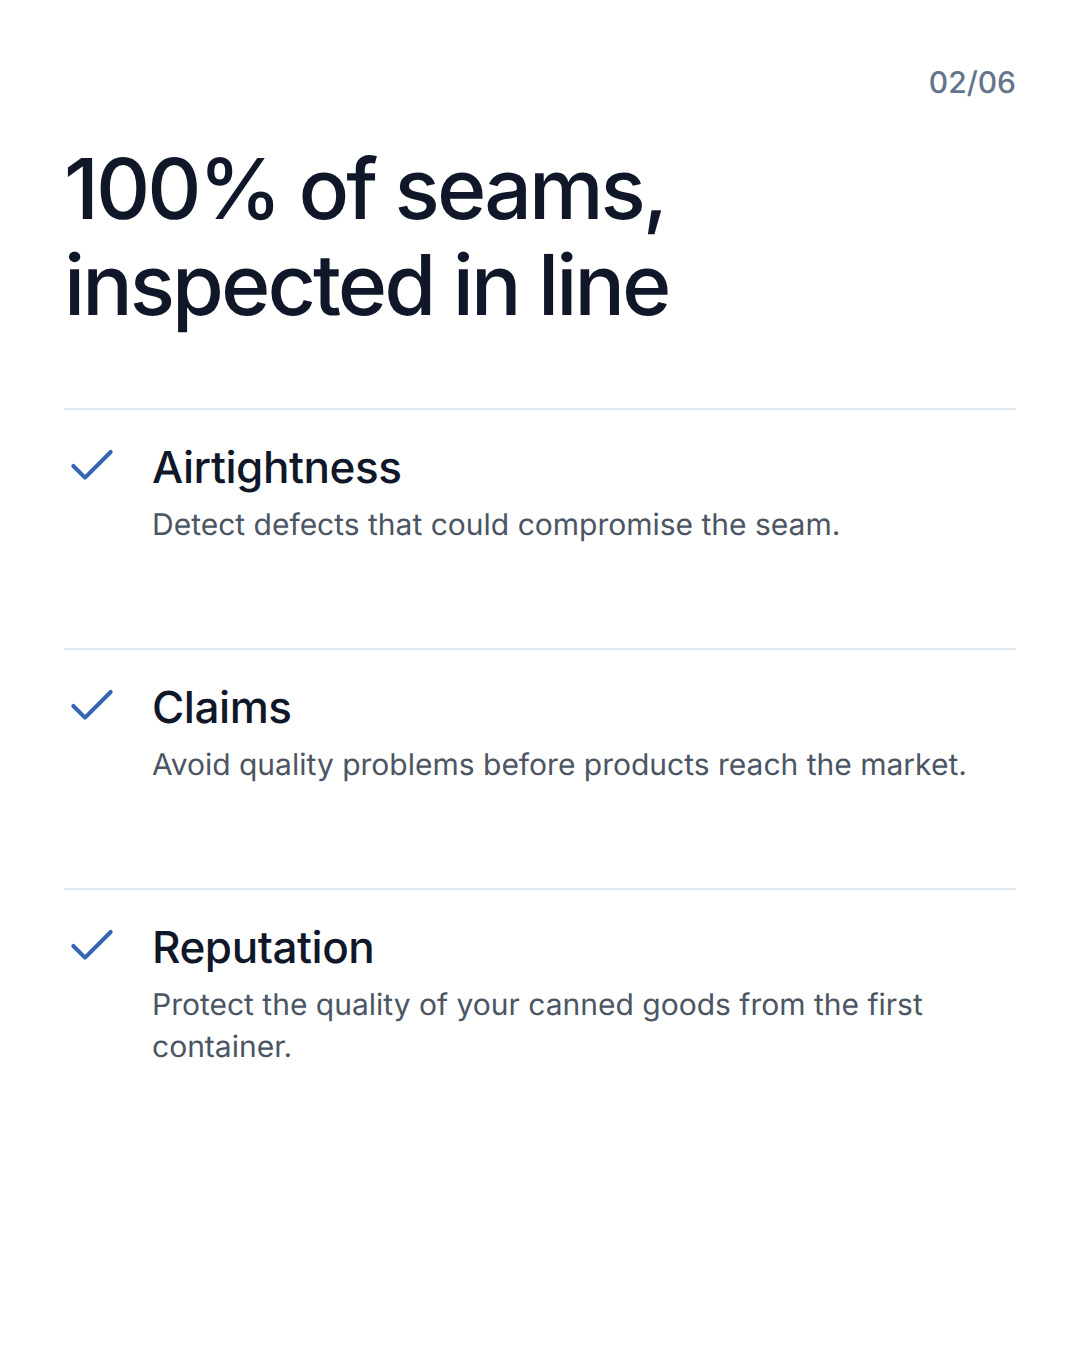 02/06
100% of seams,
inspected in line
Airtightness
Detect defects that could compromise the seam.
Claims
Avoid quality problems before products reach the market.
Reputation
Protect the quality of your canned goods from the first
container.